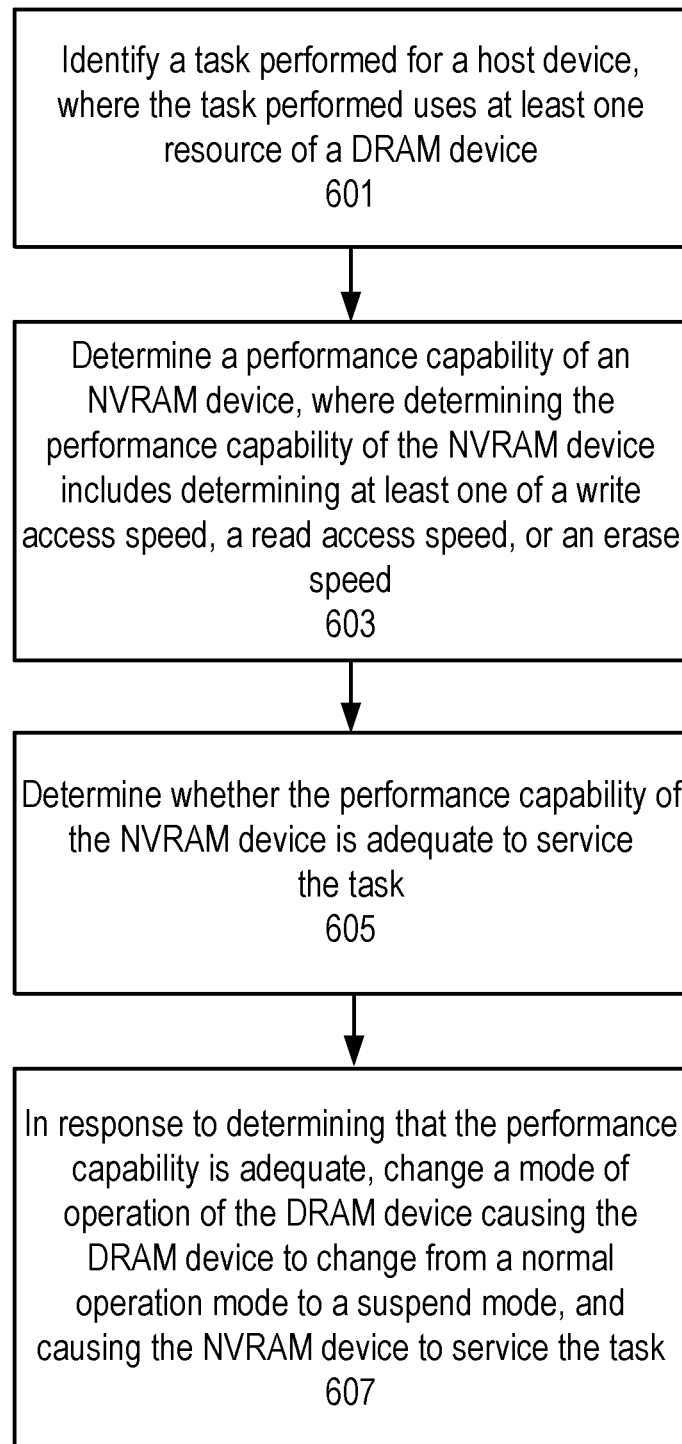 Identify a task performed for a host device,
where the task performed uses at least one
resource of a DRAM device
601
Determine a performance capability of an
NVRAM device, where determining the
performance capability of the NVRAM device
includes determining at least one of a write
access speed, a read access speed, or an erase
speed
603
Determine whether the performance capability of
the NVRAM device is adequate to service
the task
605
In response to determining that the performance
capability is adequate, change a mode of
operation of the DRAM device causing the
DRAM device to change from a normal
operation mode to a suspend mode, and
causing the NVRAM device to service the task
607